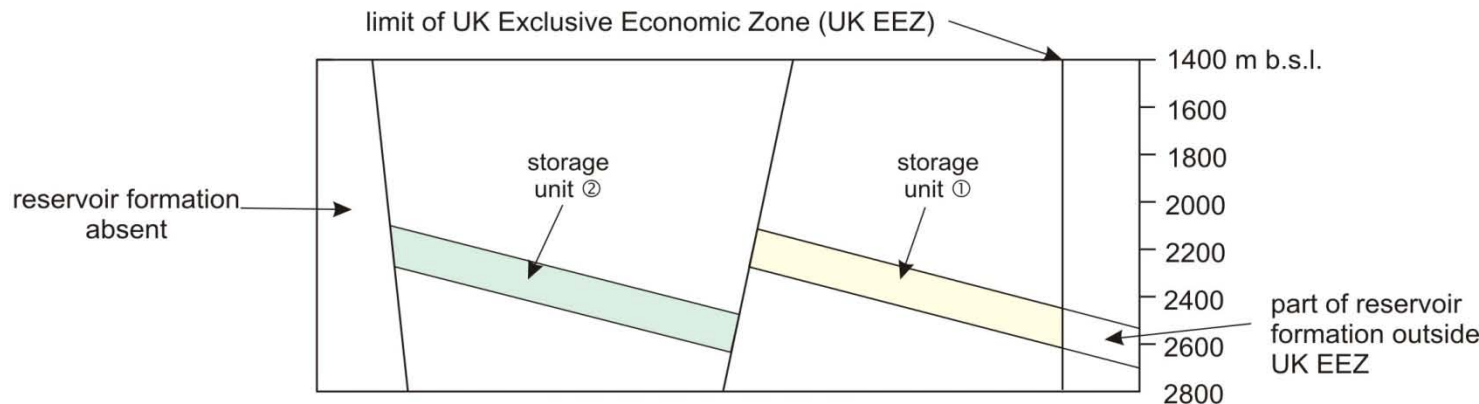 limit of UK Exclusive Economic Zone (UK EEZ)
1400 m b.s.l.
1600
1800
2000
2200
2400
2600
2800
storage
unit ②
storage
unit ①
reservoir formation
absent
part of reservoir
formation outside
UK EEZ